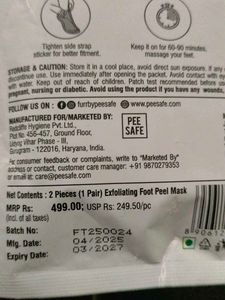 Tighten side strap
sticker for better fitment.
Keep it on for 60-90 minutes,
massage your feet.
STORAGE & CAUTION: Store it in a cool place, avoid direct sun exposure. If any
discontinue use. Use immediately after opening the packet. Avoid contact with ey
with water. Keep out of reach of children. Patch test recommended before use
pregnant, nursing or diabetic. Avoid using the product if you have any wounds,
FOLLOW US ON : furrbypeesafe www.peesafe.com
MANUFACTURED FOR/MARKETED BY:
Redcliffe Hygiene Pvt. Ltd.
Plot No. 456-457, Ground Floor,
Udyog Vihar Phase - III,
Gurugram - 122016, Haryana, India.
PEE
SAFE
For consumer feedback or complaints, write to "Marketed By"
address or contact, customer care manager: +91 9870279353
or email at: care@peesafe.com
Net Contents : 2 Pieces (1 Pair) Exfoliating Foot Peel Mask
MRP Rs: 499.00; USP Rs: 249.50/pc
(Incl. of all taxes)
Batch No: FT250024
Mfg. Date: 04/2025
Expiry Date: 03/2027